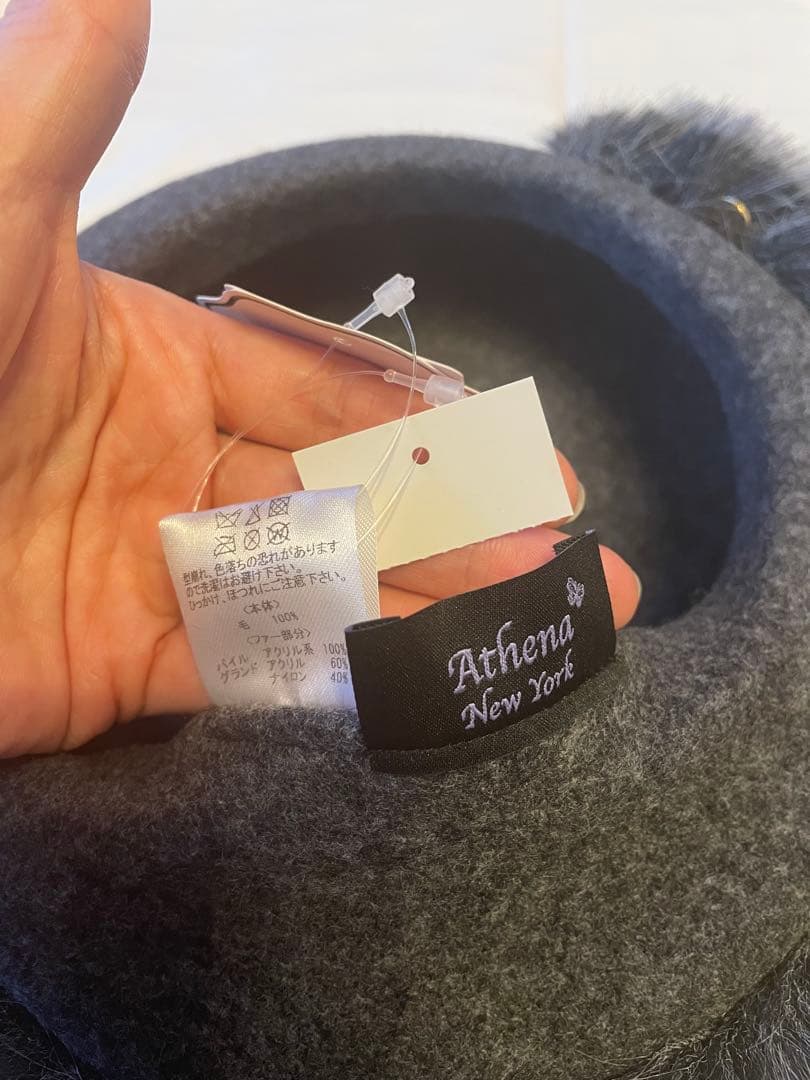 型崩れ、色落ちの恐れがあります
ので洗濯はお避け下さい。
ひっかけ、ほつれにご注意下さい。
〈本体〉
毛 100%
〈ファー部分〉
パイル アクリル系 100%
グランド アクリル 60%
ナイロン 40%
Athena
New York